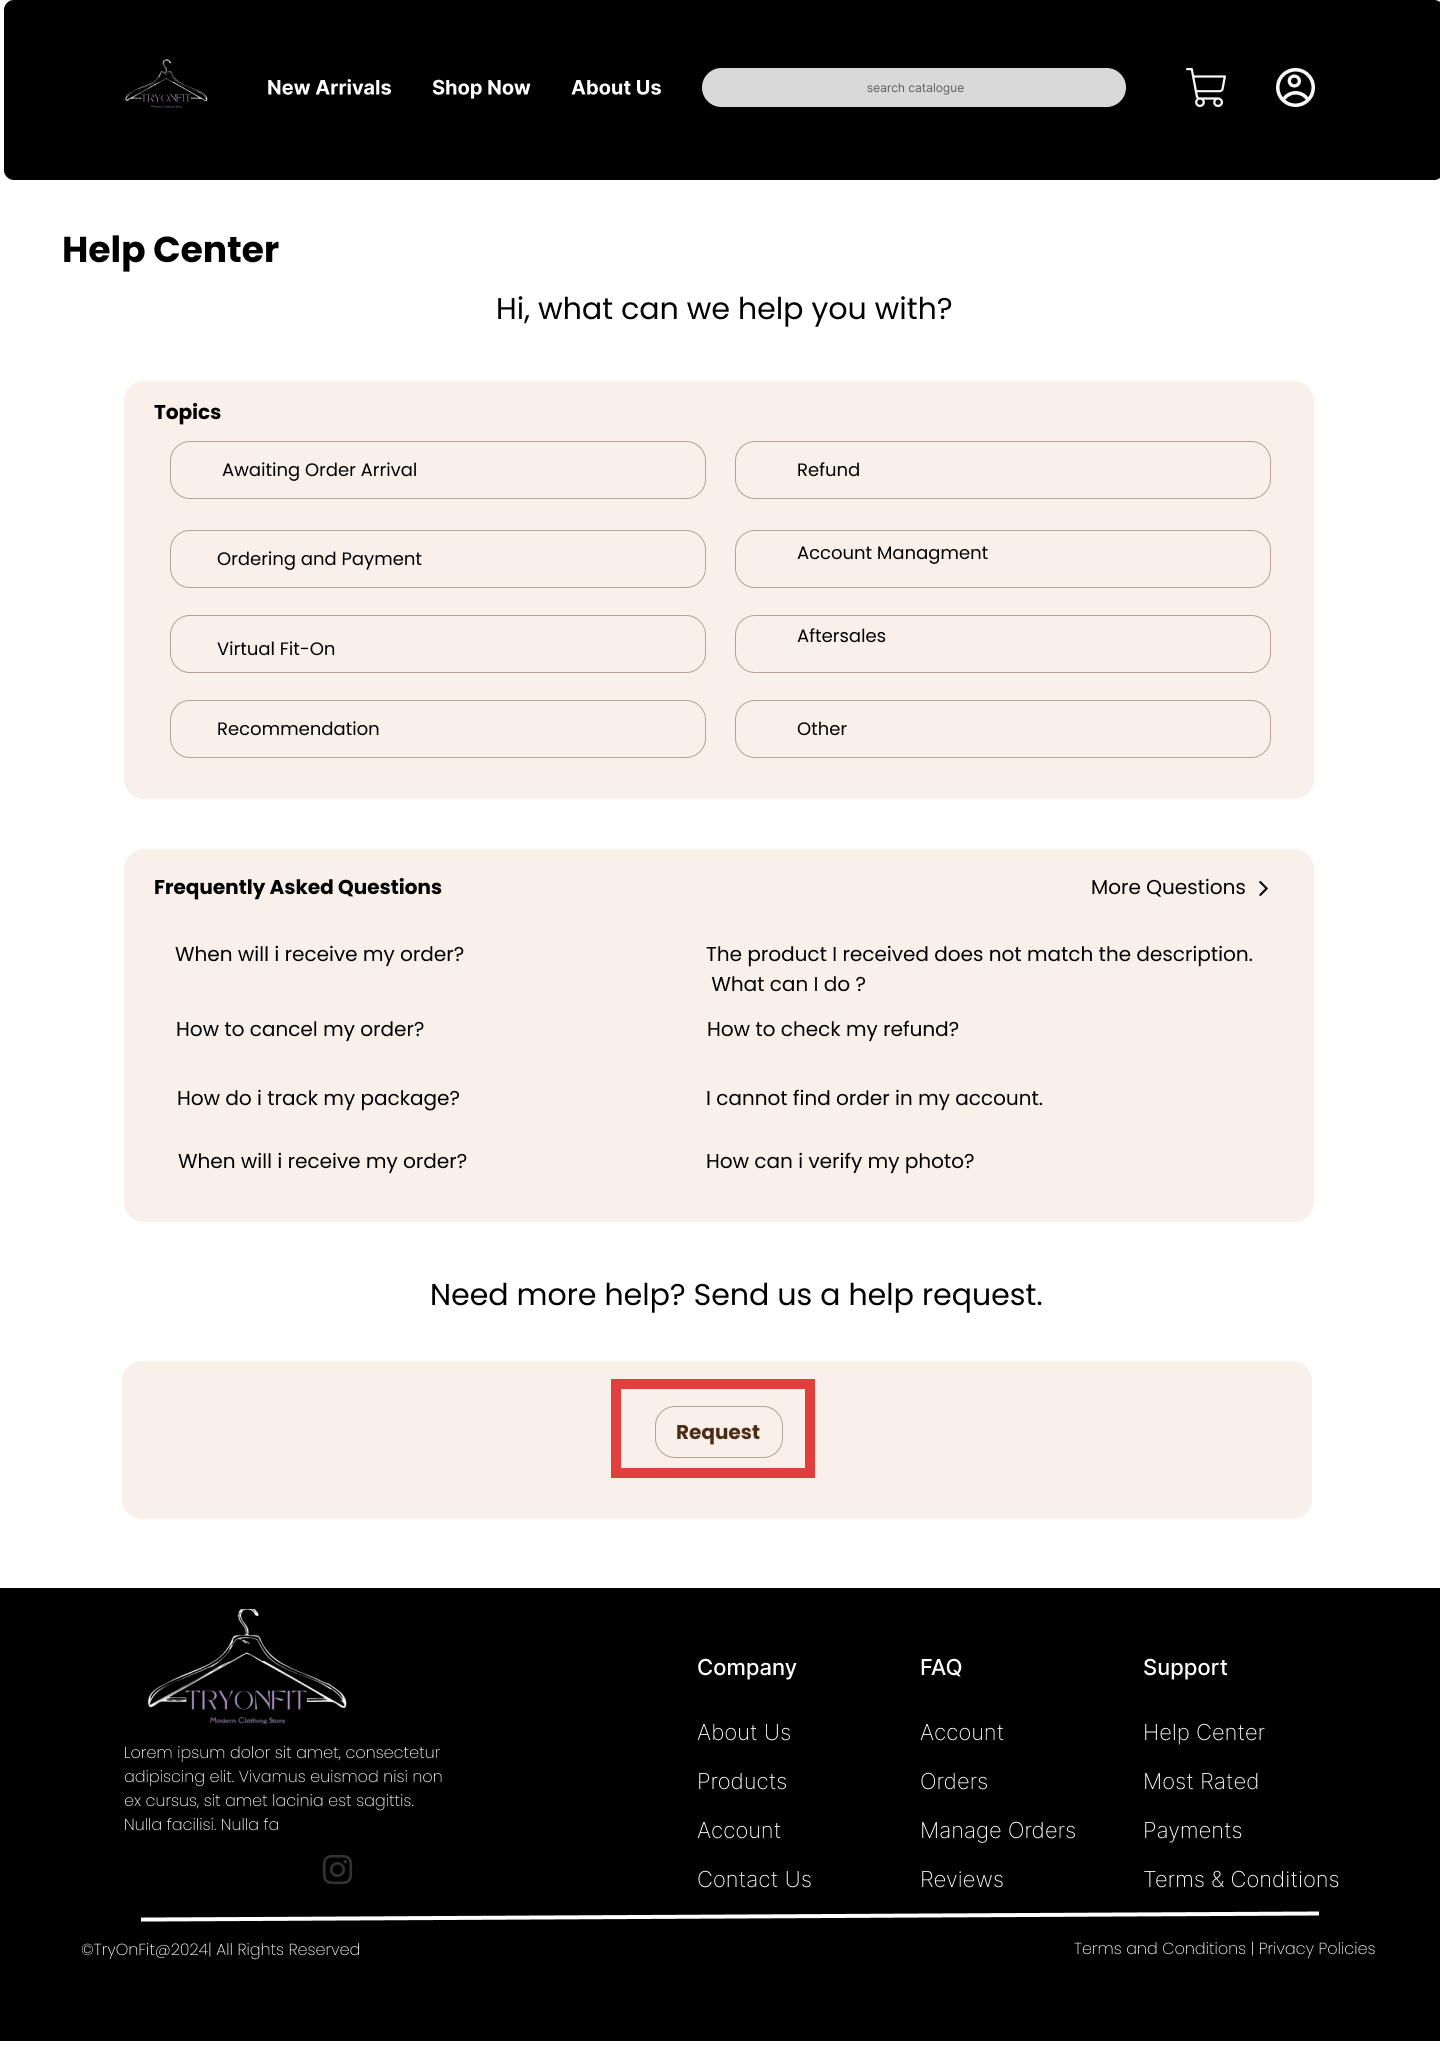 TRYONFIT
New Arrivals
Shop Now
About Us
search catalogue
Help Center
Hi, what can we help you with?
Topics
Awaiting Order Arrival
Refund
Ordering and Payment
Account Managment
Virtual Fit-On
Aftersales
Recommendation
Other
Frequently Asked Questions
More Questions
When will i receive my order?
The product I received does not match the description.
What can I do ?
How to cancel my order?
How to check my refund?
How do i track my package?
I cannot find order in my account.
When will i receive my order?
How can i verify my photo?
Need more help? Send us a help request.
Request
TRYONFIT
Modern Clothing Store
Lorem ipsum dolor sit amet, consectetur
adipiscing elit. Vivamus euismod nisi non
ex cursus, sit amet lacinia est sagittis.
Nulla facilisi. Nulla fa
Company
About Us
Products
Account
Contact Us
FAQ
Account
Orders
Manage Orders
Reviews
Support
Help Center
Most Rated
Payments
Terms & Conditions
©TryOnFit@2024| All Rights Reserved
Terms and Conditions | Privacy Policies